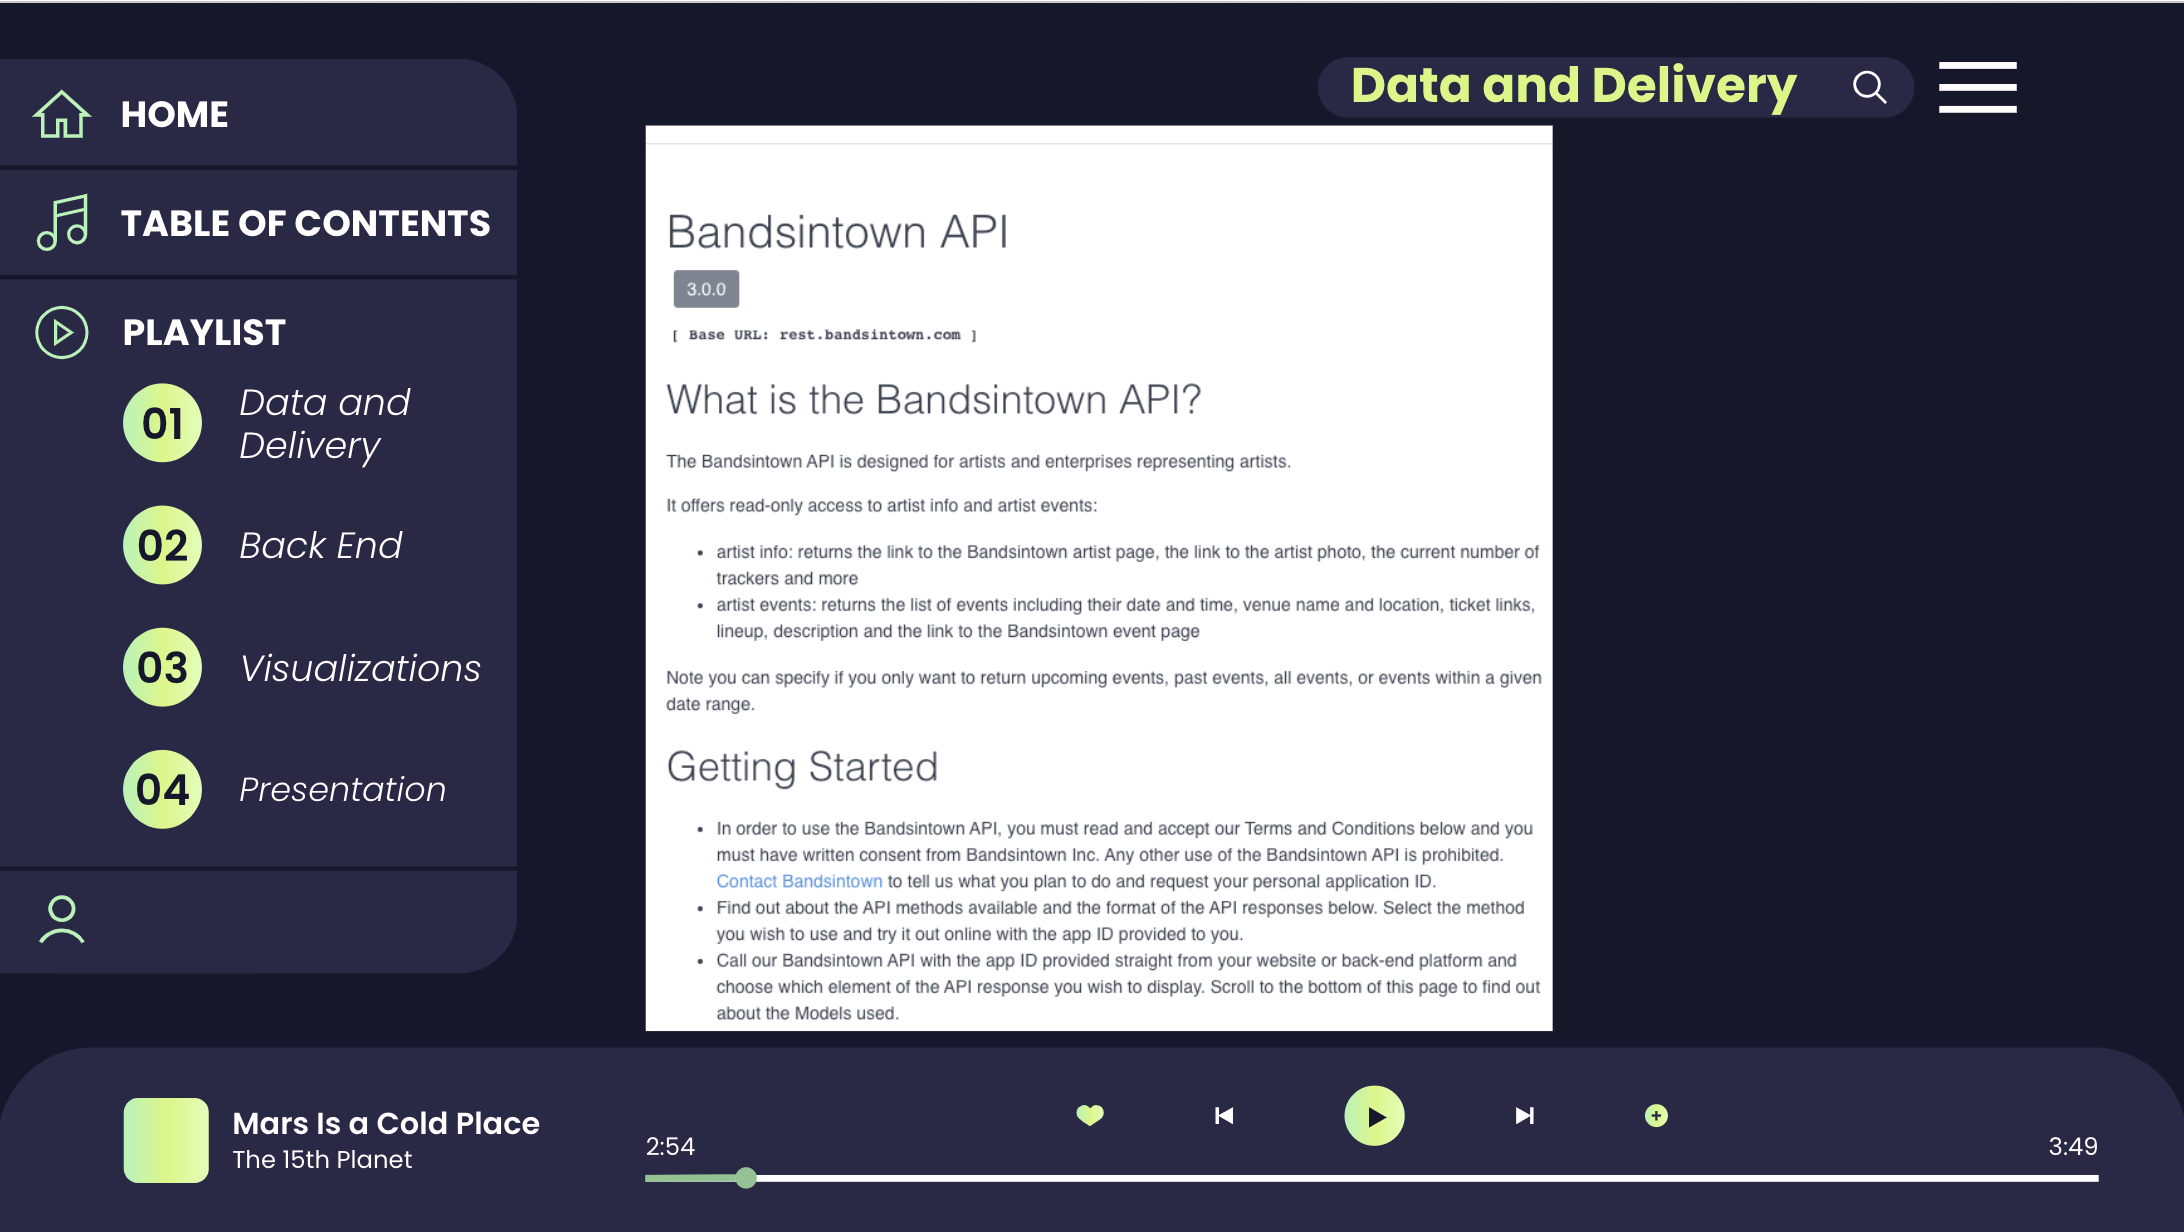 HOME
TABLE OF CONTENTS
PLAYLIST
01
Data and
Delivery
02
Back End
03
Visualizations
04
Presentation
Data and Delivery
Bandsintown API
3.0.0
[ Base URL: rest.bandsintown.com ]
What is the Bandsintown API?
The Bandsintown API is designed for artists and enterprises representing artists.
It offers read-only access to artist info and artist events:
• artist info: returns the link to the Bandsintown artist page, the link to the artist photo, the current number of
trackers and more
• artist events: returns the list of events including their date and time, venue name and location, ticket links,
lineup, description and the link to the Bandsintown event page
Note you can specify if you only want to return upcoming events, past events, all events, or events within a given
date range.
Getting Started
• In order to use the Bandsintown API, you must read and accept our Terms and Conditions below and you
must have written consent from Bandsintown Inc. Any other use of the Bandsintown API is prohibited.
Contact Bandsintown to tell us what you plan to do and request your personal application ID.
• Find out about the API methods available and the format of the API responses below. Select the method
you wish to use and try it out online with the app ID provided to you.
• Call our Bandsintown API with the app ID provided straight from your website or back-end platform and
choose which element of the API response you wish to display. Scroll to the bottom of this page to find out
about the Models used.
Mars Is a Cold Place
The 15th Planet
2:54
3:49